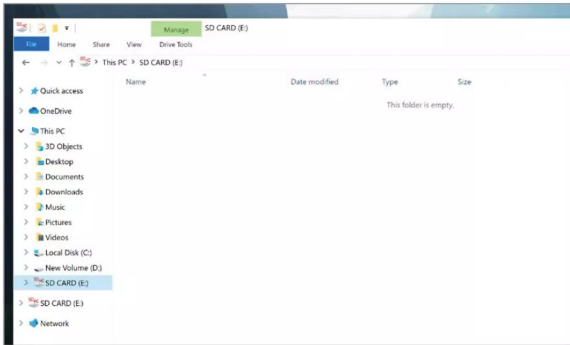 Manage SD CARD (E:)
File Home Share View Drive Tools
This PC > SD CARD (E:)
Name Date modified Type Size
This folder is empty.
Quick access
OneDrive
This PC
3D Objects
Desktop
Documents
Downloads
Music
Pictures
Videos
Local Disk (C:)
New Volume (D:)
SD CARD (E:)
SD CARD (E:)
Network